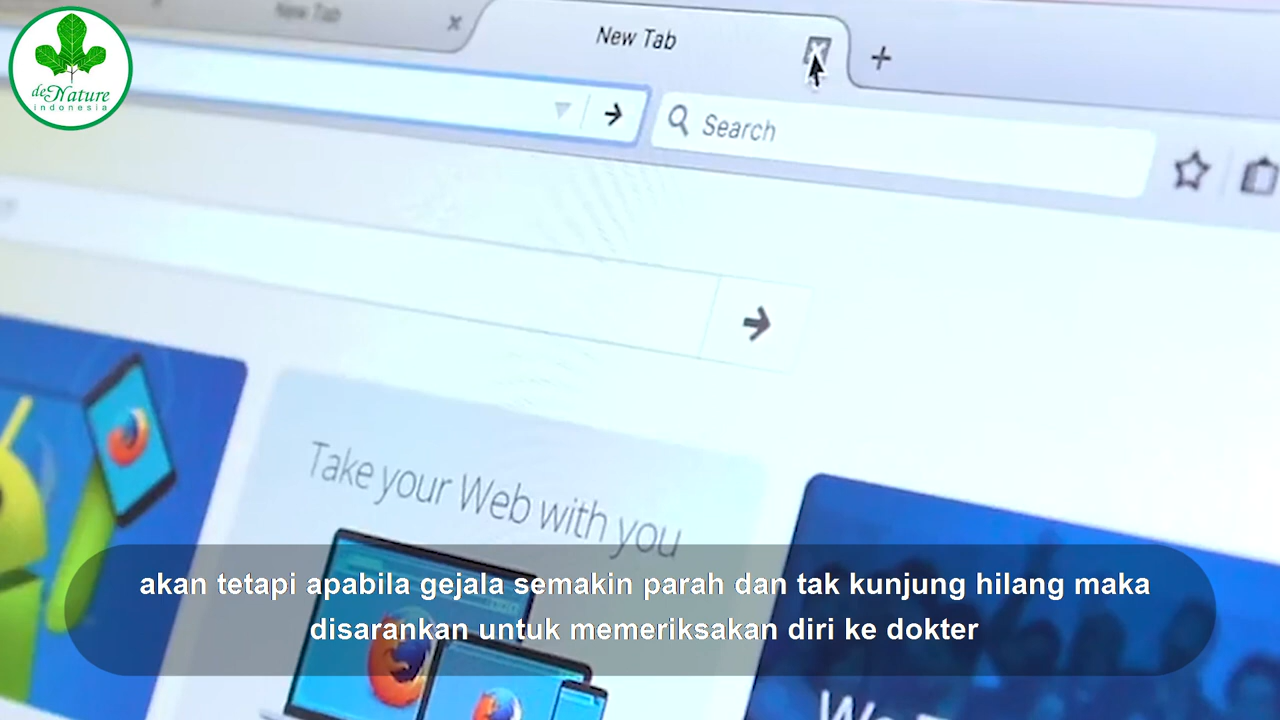 New Tab
New Tab
Search
deNature
indonesia
Take your Web with you
akan tetapi apabila gejala semakin parah dan tak kunjung hilang maka
disarankan untuk memeriksakan diri ke dokter
We